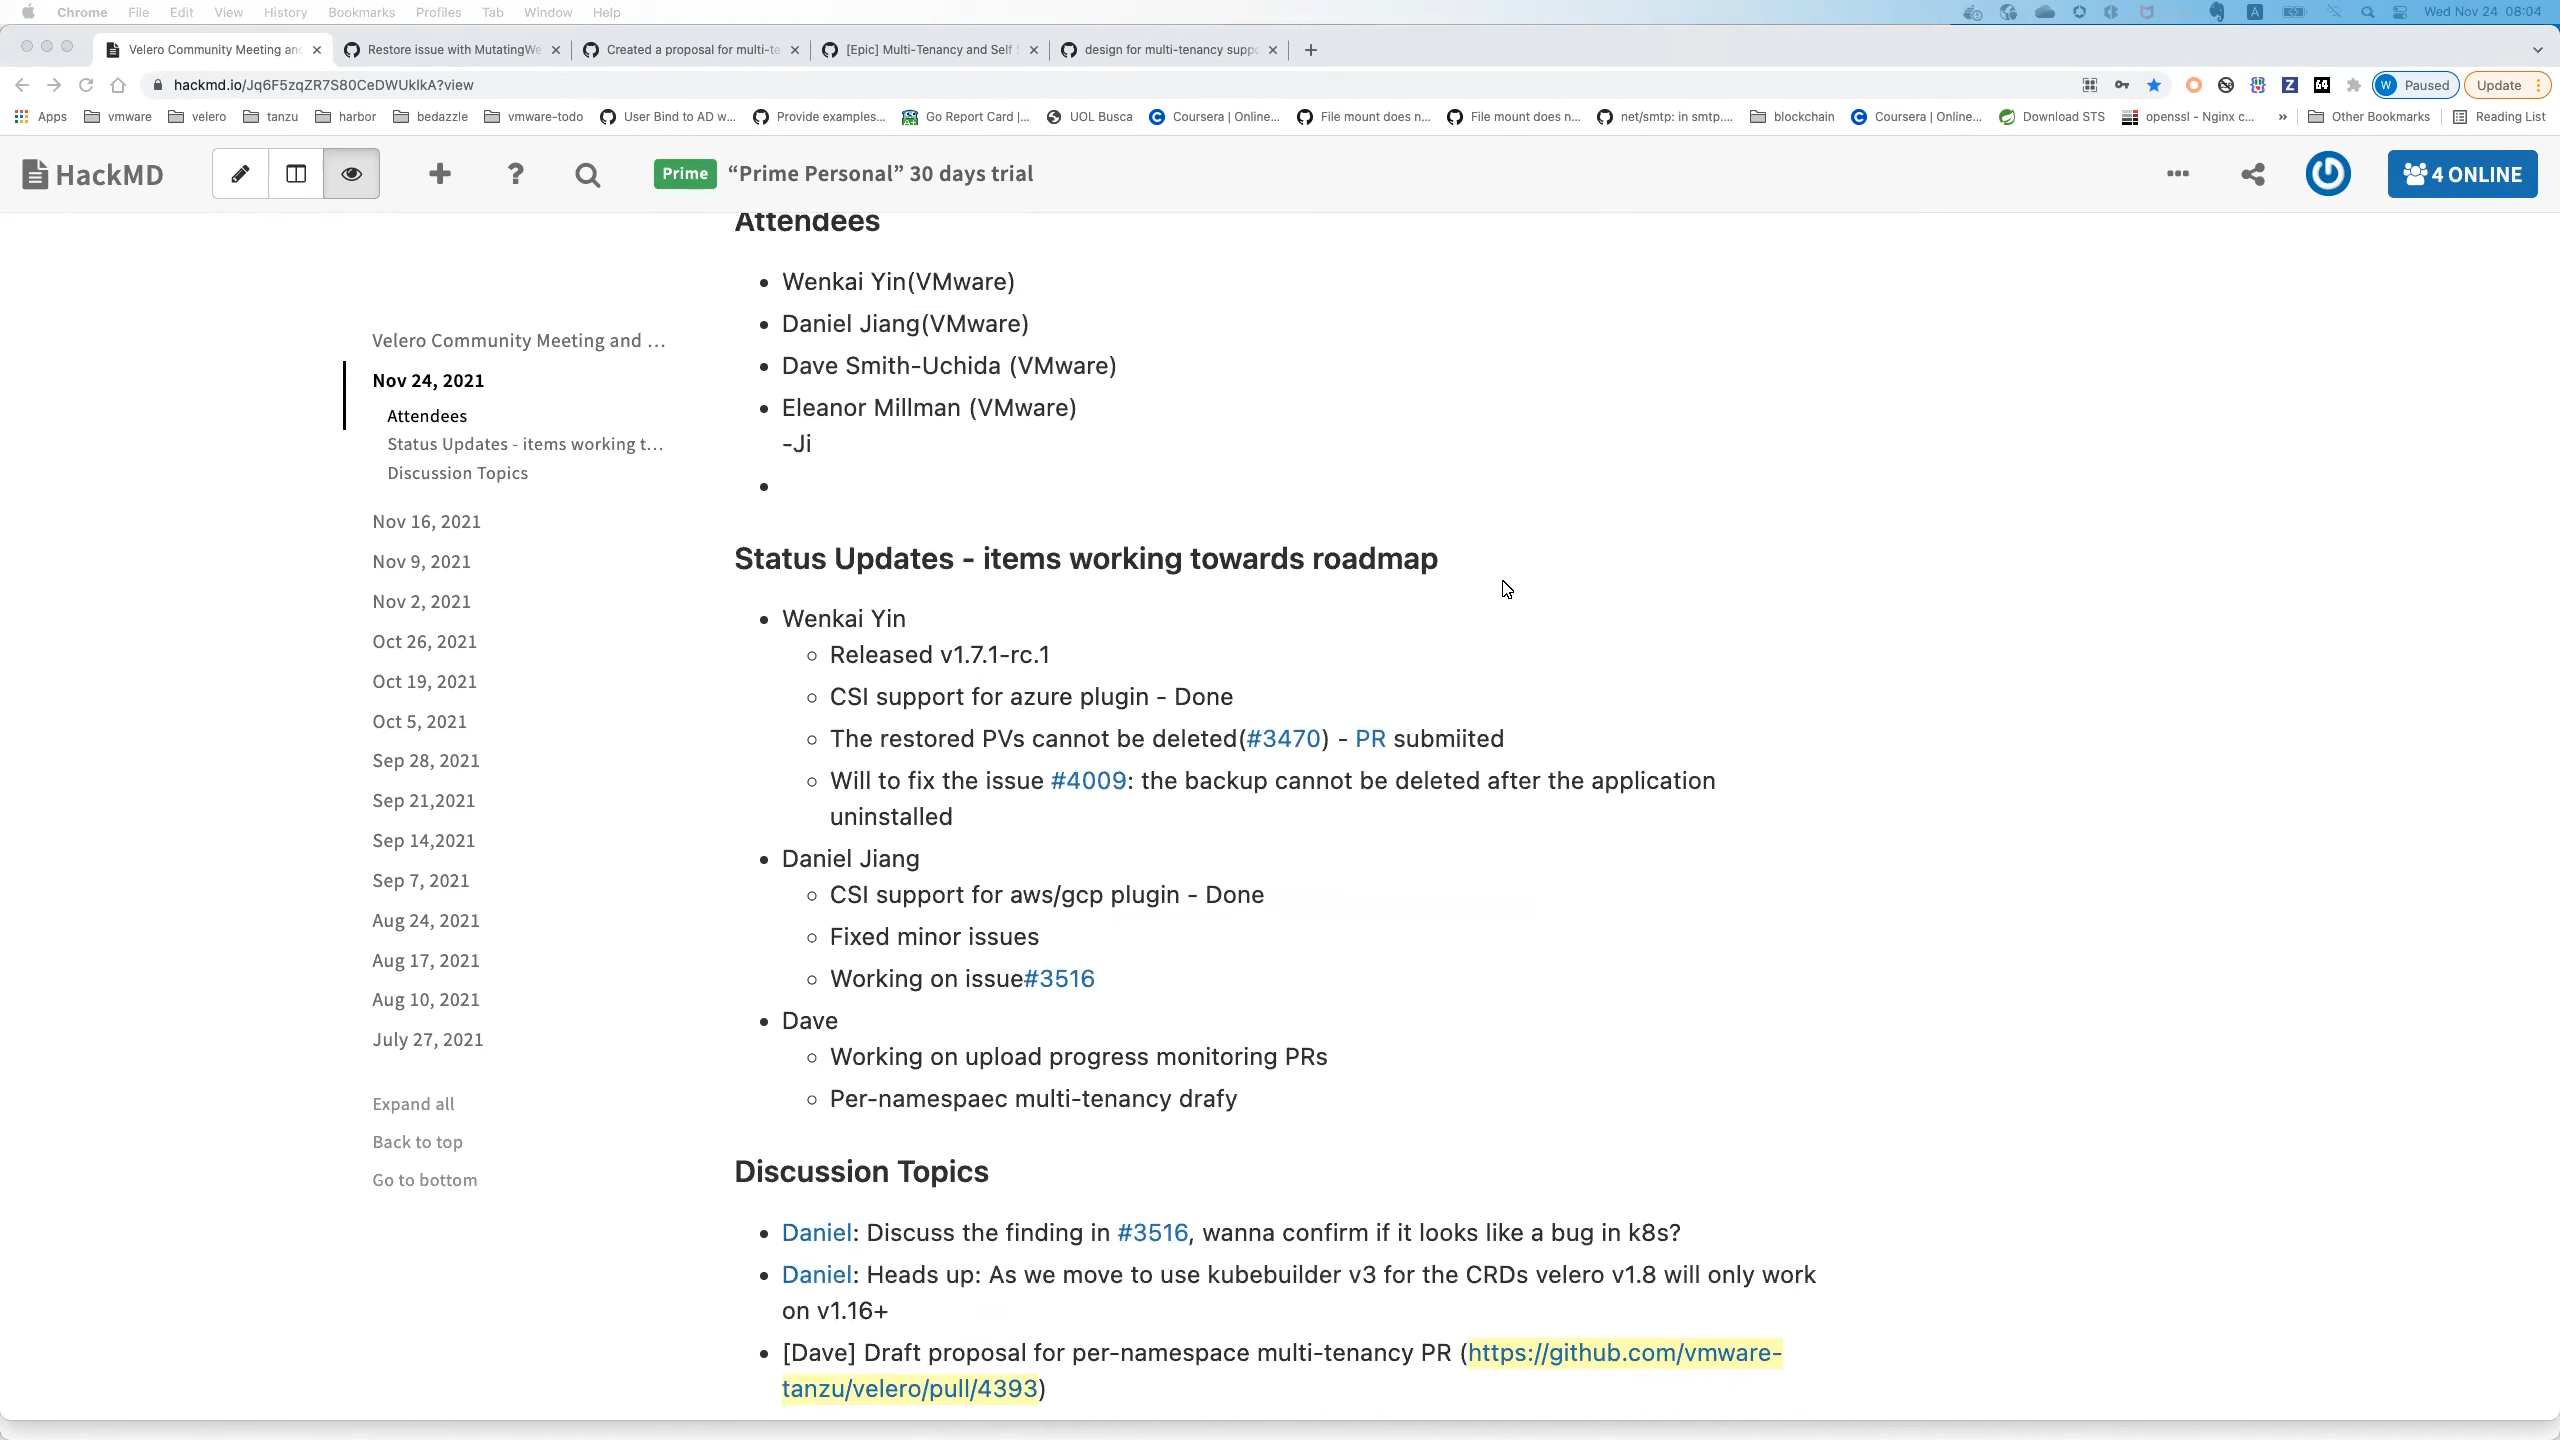 Chrome File Edit View History Bookmarks Profiles Tab Window Help Wed Nov 24 08:04
Velero Community Meeting anc Restore issue with MutatingWe Created a proposal for multi-te [Epic] Multi-Tenancy and Self S design for multi-tenancy suppo
hackmd.io/Jq6F5zqZR7S80CeDWUklkA?view W Paused Update
Apps vmware velero tanzu harbor bedazzle vmware-todo User Bind to AD w... Provide examples... Go Report Card |... UOL Busca Coursera | Online... File mount does n... File mount does n... net/smtp: in smtp.... blockchain Coursera | Online... Download STS openssl - Nginx c... » Other Bookmarks Reading List
HackMD Prime “Prime Personal” 30 days trial 4 ONLINE
Velero Community Meeting and ...
Nov 24, 2021
Attendees
Status Updates - items working t...
Discussion Topics
Nov 16, 2021
Nov 9, 2021
Nov 2, 2021
Oct 26, 2021
Oct 19, 2021
Oct 5, 2021
Sep 28, 2021
Sep 21,2021
Sep 14,2021
Sep 7, 2021
Aug 24, 2021
Aug 17, 2021
Aug 10, 2021
July 27, 2021
Expand all
Back to top
Go to bottom
Attendees
Wenkai Yin(VMware)
Daniel Jiang(VMware)
Dave Smith-Uchida (VMware)
Eleanor Millman (VMware)
-Ji
Status Updates - items working towards roadmap
Wenkai Yin
Released v1.7.1-rc.1
CSI support for azure plugin - Done
The restored PVs cannot be deleted(#3470) - PR submiited
Will to fix the issue #4009: the backup cannot be deleted after the application
uninstalled
Daniel Jiang
CSI support for aws/gcp plugin - Done
Fixed minor issues
Working on issue#3516
Dave
Working on upload progress monitoring PRs
Per-namespaec multi-tenancy drafy
Discussion Topics
Daniel: Discuss the finding in #3516, wanna confirm if it looks like a bug in k8s?
Daniel: Heads up: As we move to use kubebuilder v3 for the CRDs velero v1.8 will only work
on v1.16+
[Dave] Draft proposal for per-namespace multi-tenancy PR (https://github.com/vmware-
tanzu/velero/pull/4393)